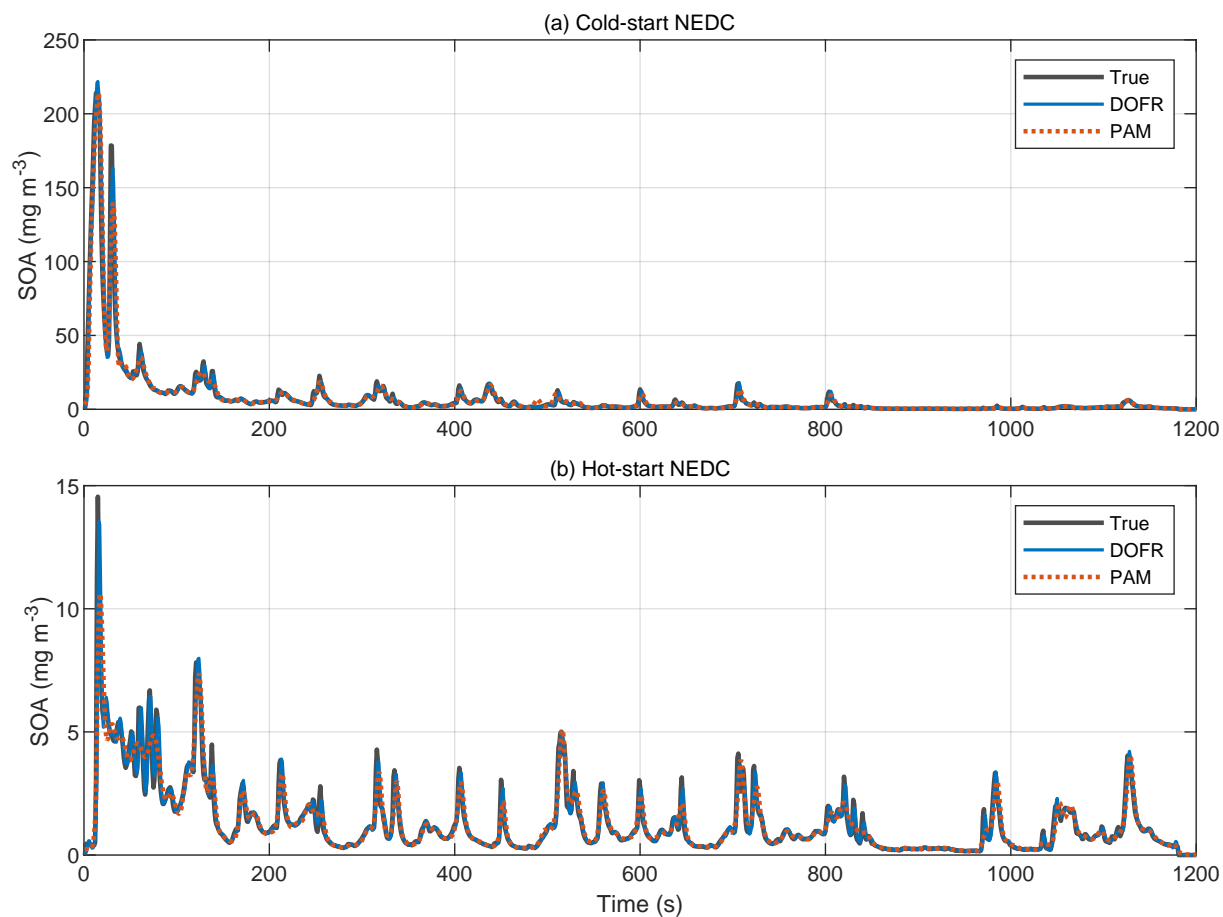 (a) Cold-start NEDC
250
200
150
100
50
0
SOA (mg m⁻³)
True
DOFR
PAM
0 200 400 600 800 1000 1200
(b) Hot-start NEDC
15
10
5
0
SOA (mg m⁻³)
True
DOFR
PAM
0 200 400 600 800 1000 1200
Time (s)